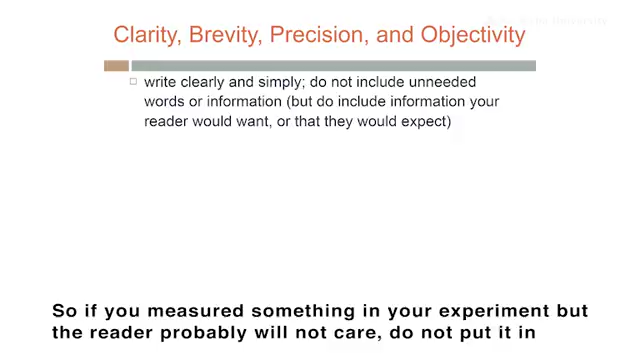 Clarity, Brevity, Precision, and Objectivity
write clearly and simply; do not include unneeded
words or information (but do include information your
reader would want, or that they would expect)
So if you measured something in your experiment but
the reader probably will not care, do not put it in